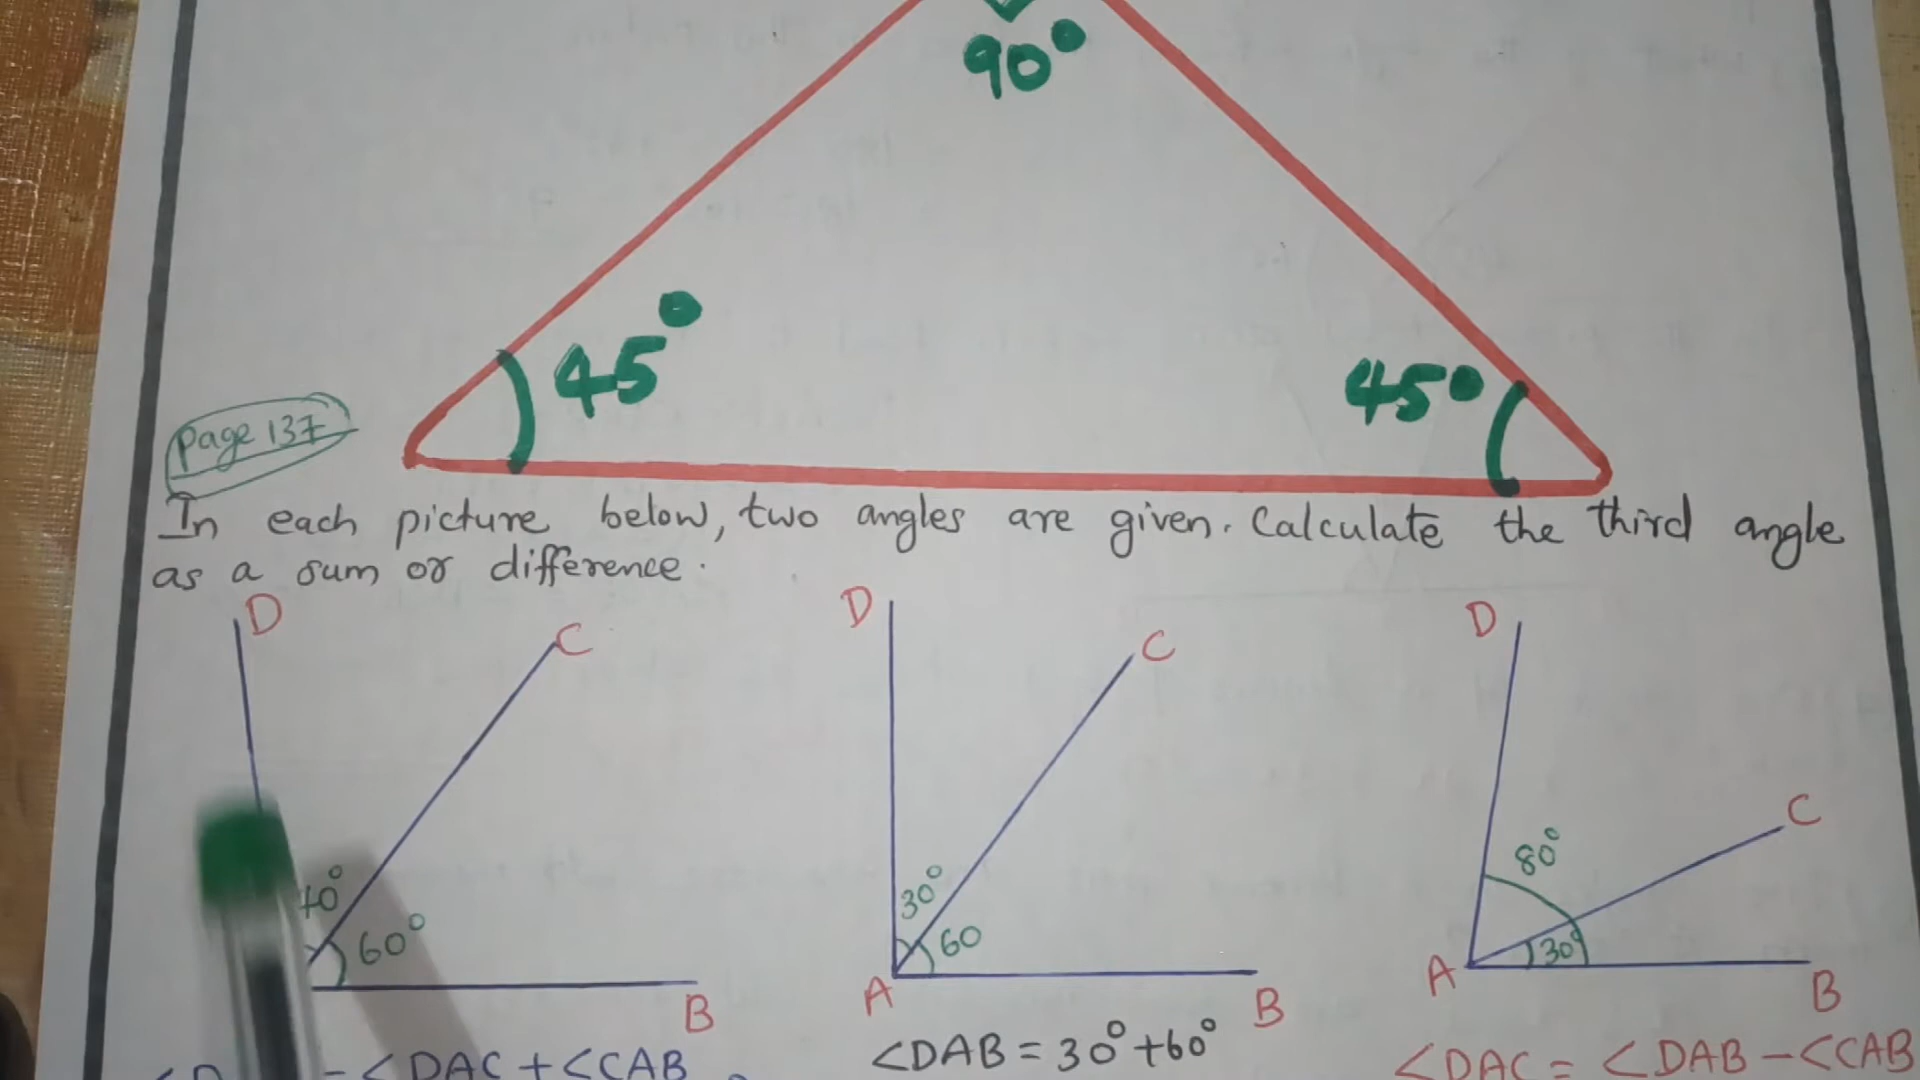 90°
45°
45°
Page 137
In each picture below, two angles are given. Calculate the third angle
as a sum or difference.
D
C
60°
B
D
C
30°
60
A
B
∠DAB = 30° + 60°
D
C
80°
30°
A
B
∠DAC + ∠CAB
∠DAC = ∠DAB - ∠CAB